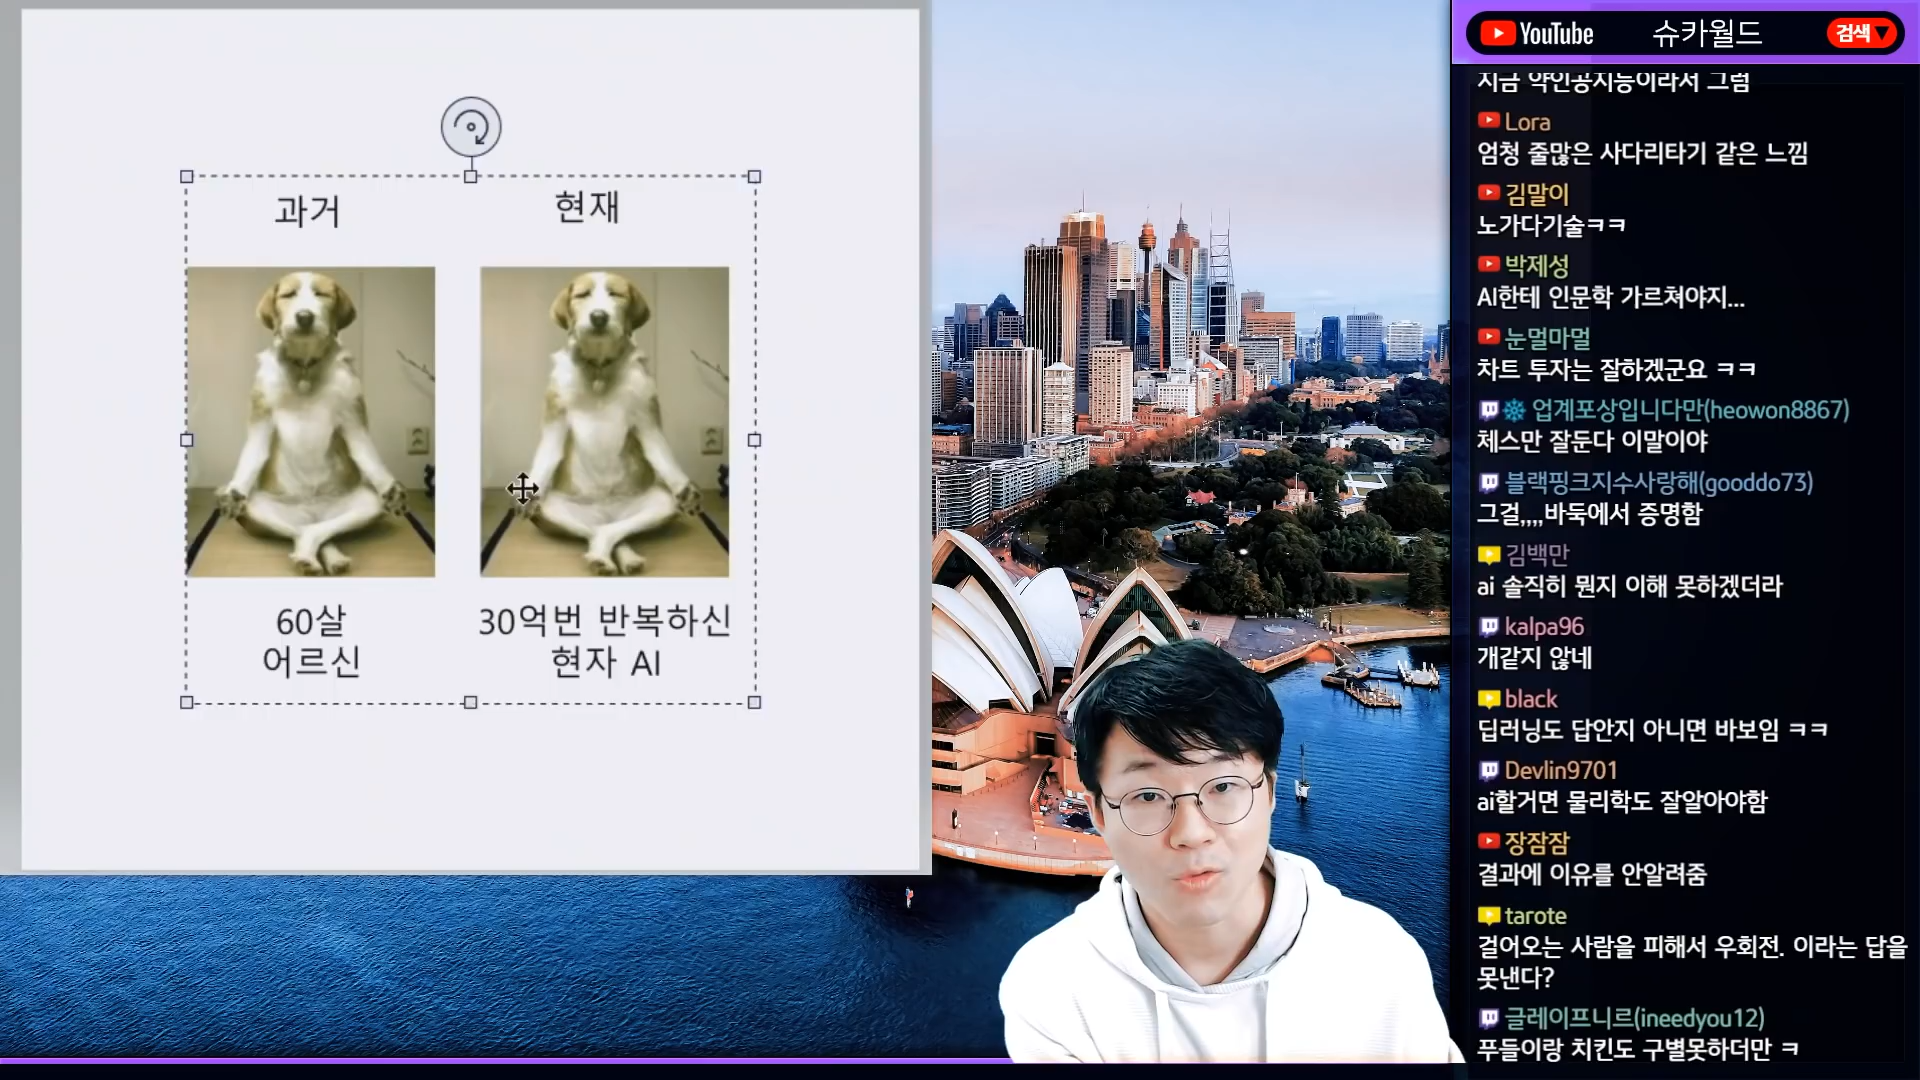 과거
현재
60살
어르신
30억번 반복하신
현자 AI
YouTube
슈카월드
검색▼
지금 약인공지능이라서 그럼
Lora
엄청 줄많은 사다리타기 같은 느낌
김말이
노가다기술ㅋㅋ
박제성
AI한테 인문학 가르쳐야지...
눈멀마멀
차트 투자는 잘하겠군요 ㅋㅋ
업계포상입니다만(heowon8867)
체스만 잘둔다 이말이야
블랙핑크지수사랑해(gooddo73)
그걸,,,,바둑에서 증명함
김백만
ai 솔직히 뭔지 이해 못하겠더라
kalpa96
개같지 않네
black
딥러닝도 답안지 아니면 바보임 ㅋㅋ
Devlin9701
ai할거면 물리학도 잘알아야함
장잠잠
결과에 이유를 안알려줌
tarote
걸어오는 사람을 피해서 우회전. 이라는 답을
못낸다?
글레이프니르(ineedyou12)
푸들이랑 치킨도 구별못하더만 ㅋ